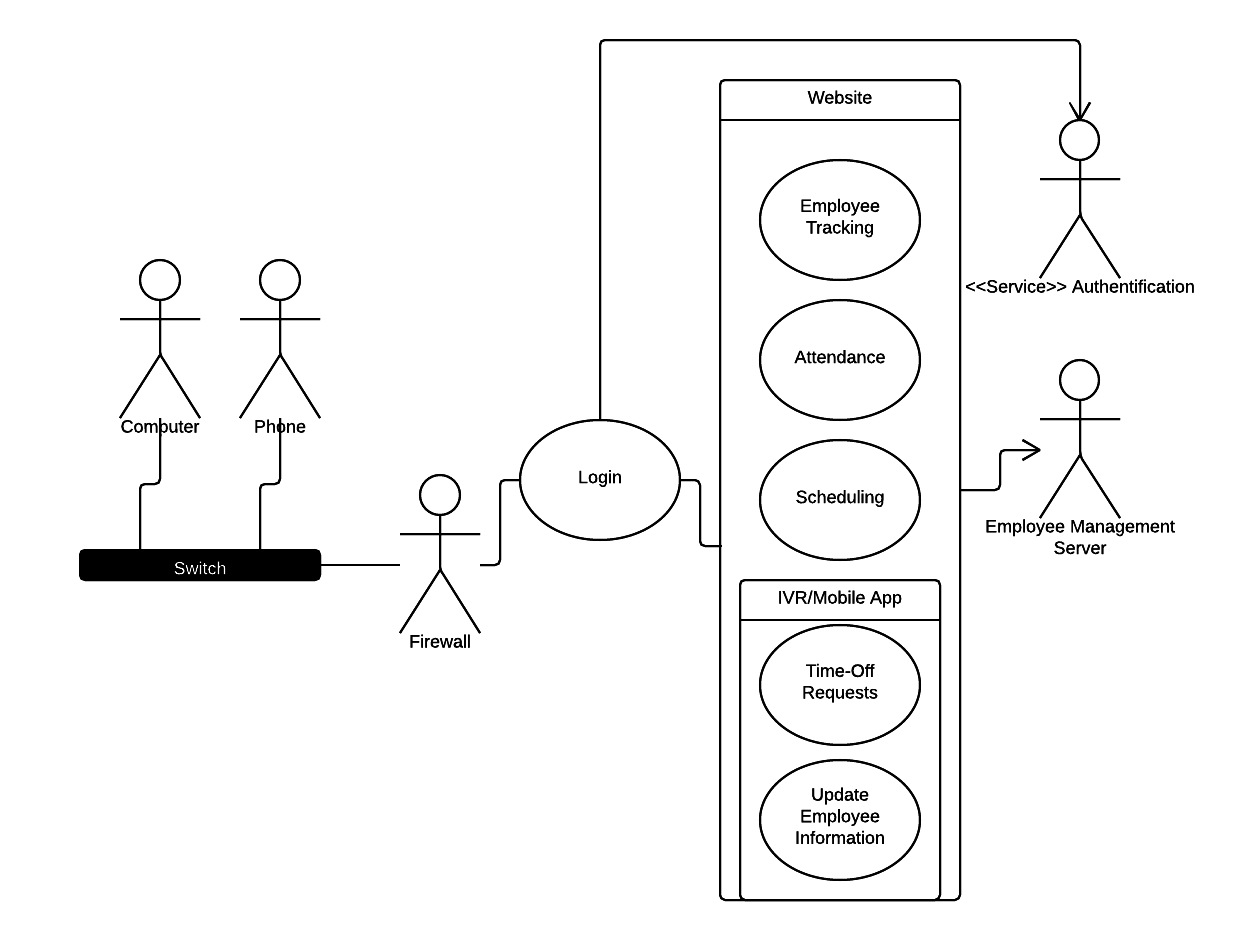 Website
Employee
Tracking
<<Service>> Authentification
Attendance
Computer
Phone
Login
Scheduling
Employee Management
Server
Switch
Firewall
IVR/Mobile App
Time-Off
Requests
Update
Employee
Information